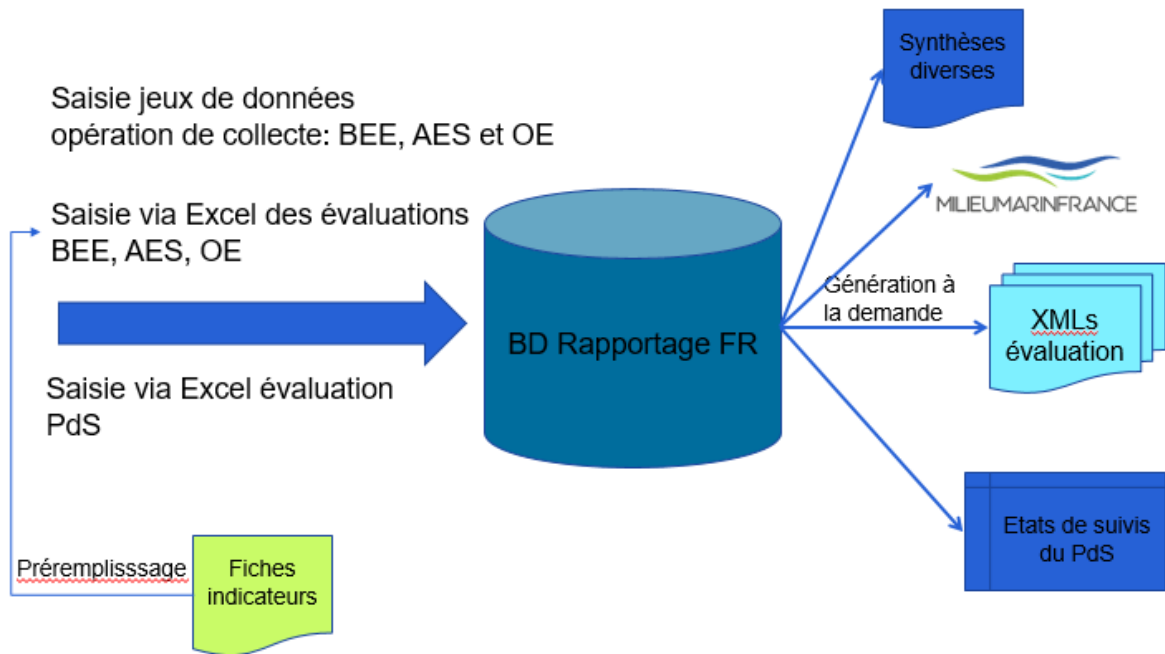 Saisie jeux de données
opération de collecte: BEE, AES et OE
Saisie via Excel des évaluations
BEE, AES, OE
Saisie via Excel évaluation
PdS
Préremplisssage
Fiches
indicateurs
BD Rapportage FR
Synthèses
diverses
MILIEUMARINFRANCE
Génération à
la demande
XMLs
évaluation
Etats de suivis
du PdS